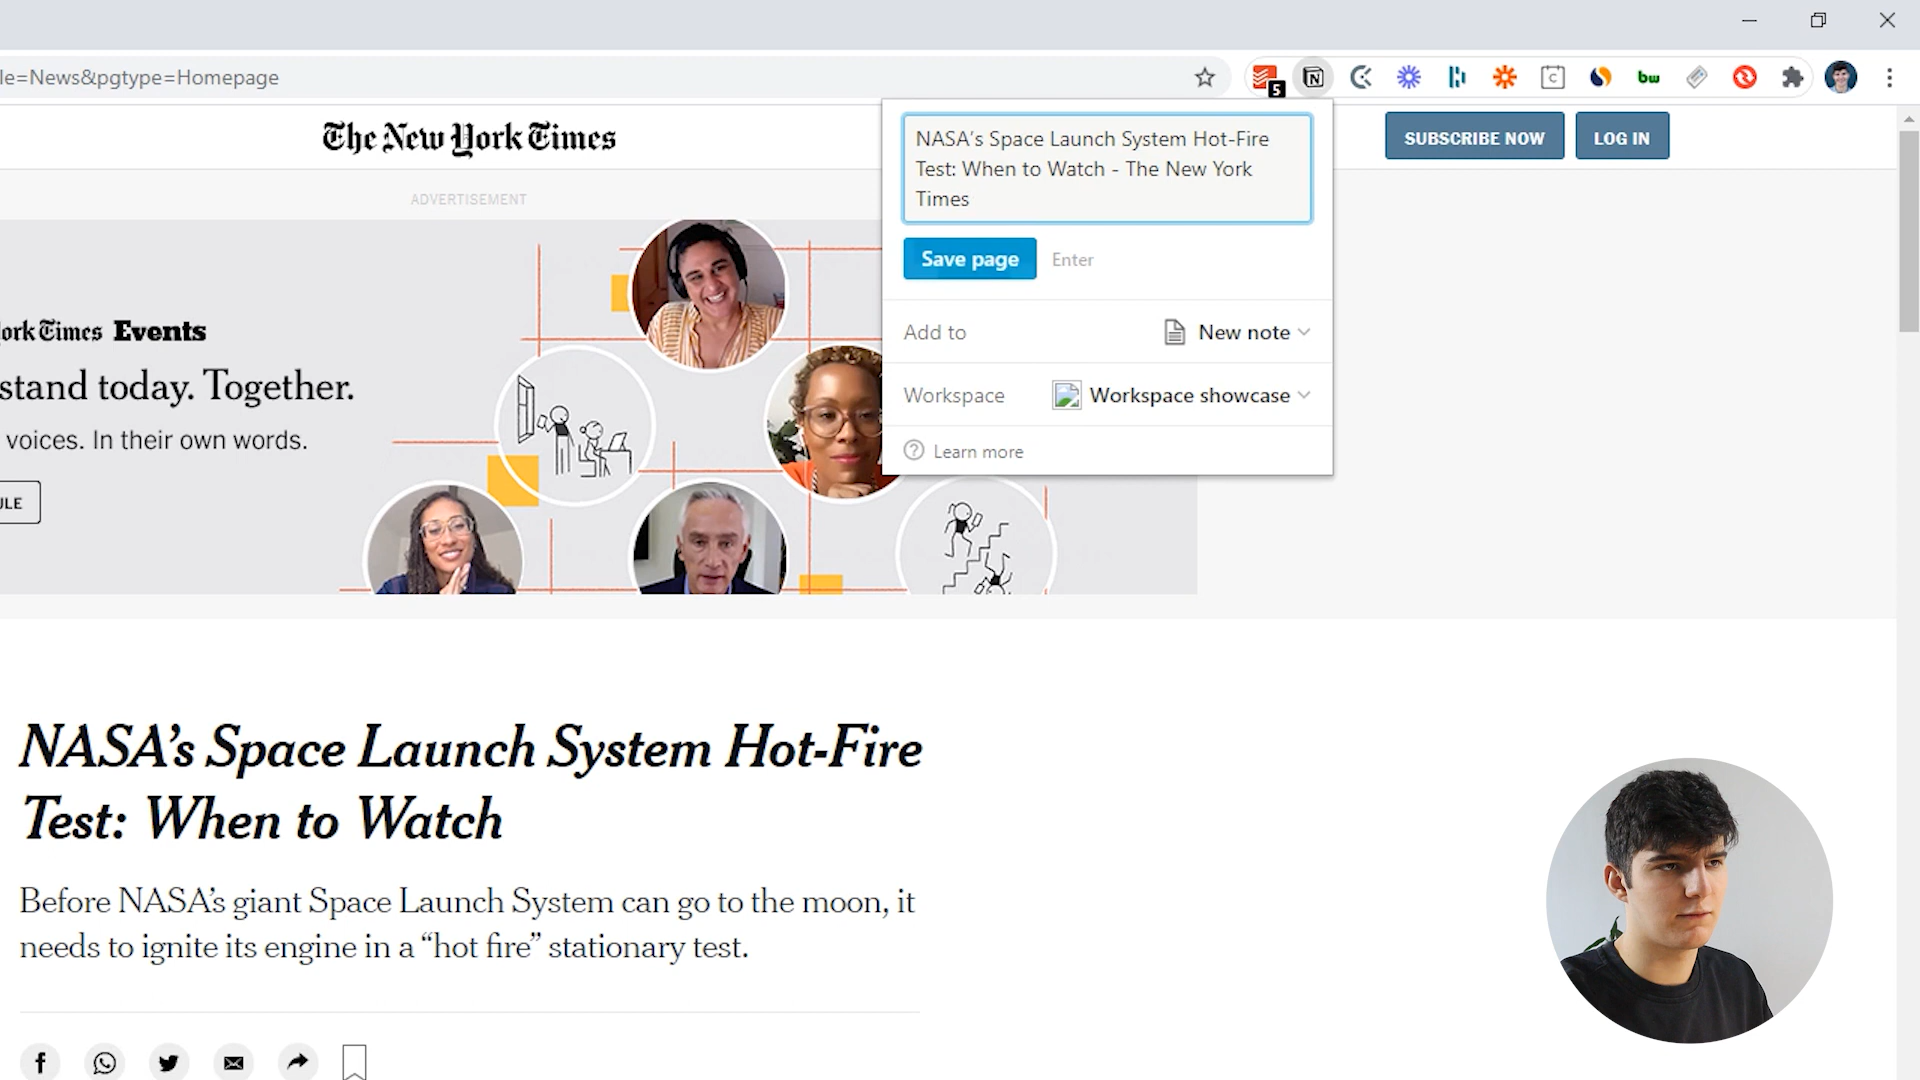 le=News&pgtype=Homepage
5
N
C
bw
The New York Times
SUBSCRIBE NOW
LOG IN
ADVERTISEMENT
NASA's Space Launch System Hot-Fire
Test: When to Watch - The New York
Times
Save page
Enter
Add to
New note
Workspace
Workspace showcase
? Learn more
ork Times Events
stand today. Together.
voices. In their own words.
ULE
NASA's Space Launch System Hot-Fire
Test: When to Watch
Before NASA's giant Space Launch System can go to the moon, it
needs to ignite its engine in a “hot fire” stationary test.